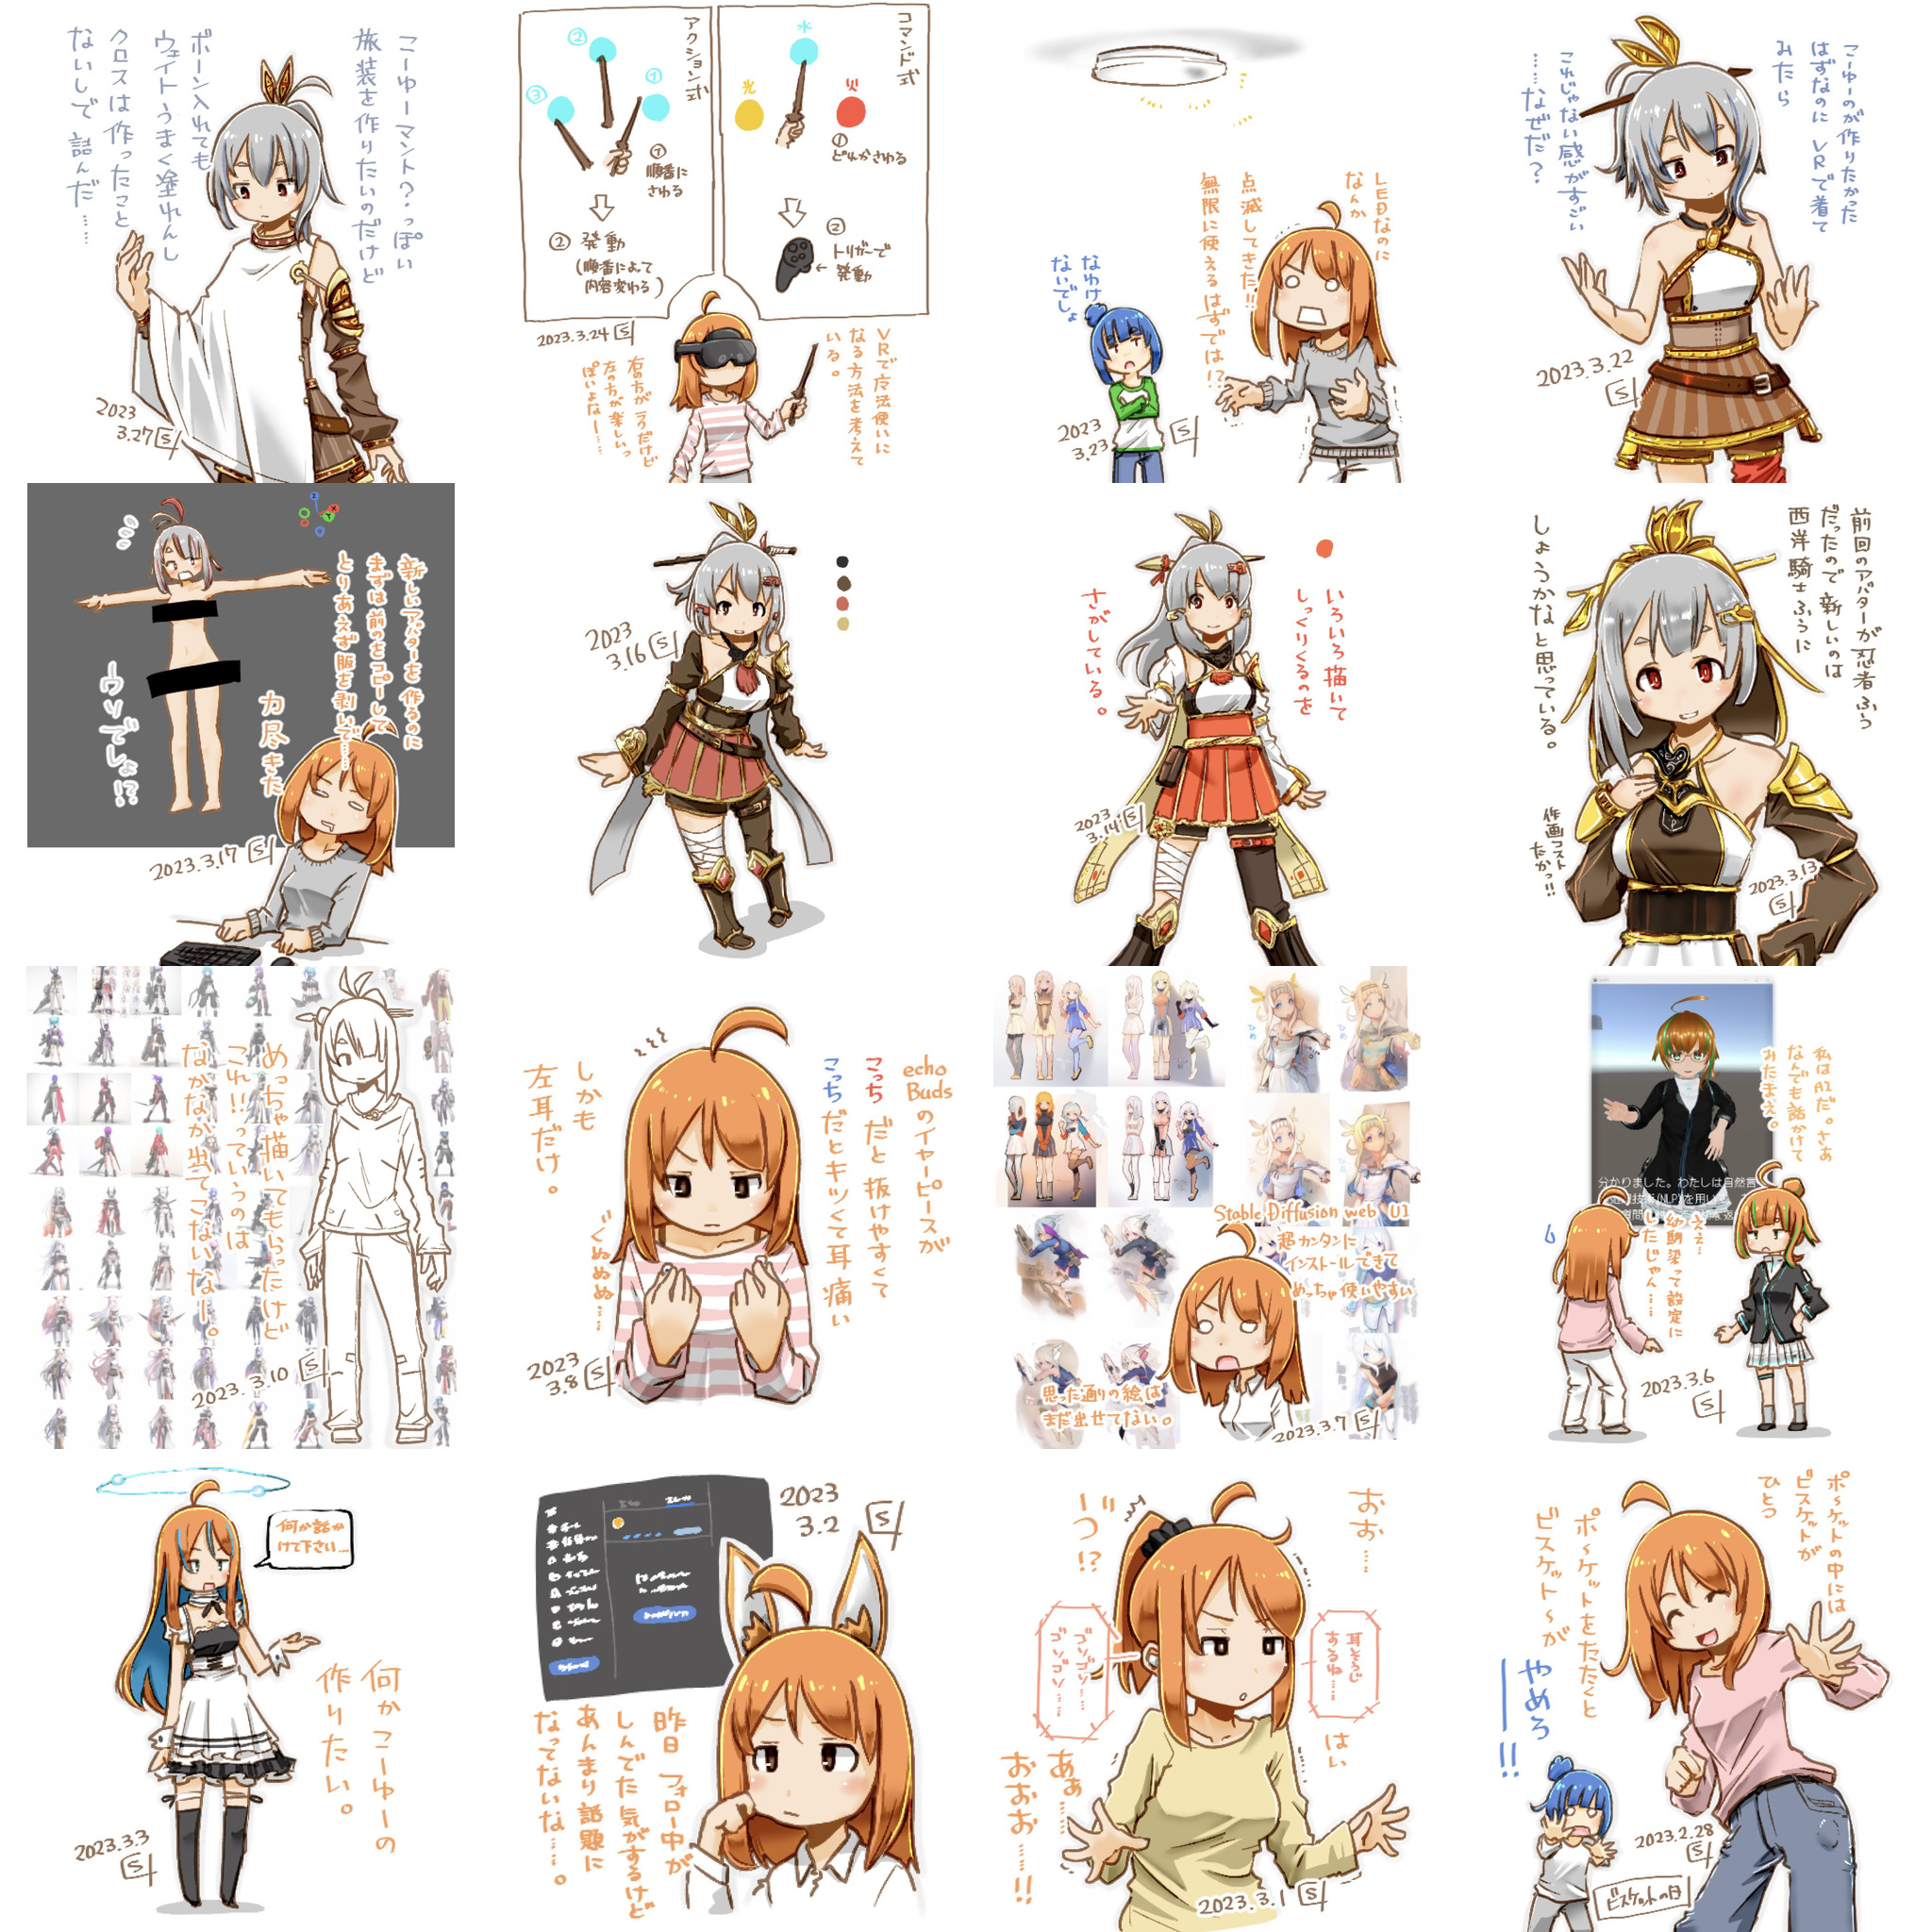 こーゆーマント?っぽい
旅装を作りたいのだけど
ボーン入れても
ウェイトうまく塗れんし
クロスは作ったこと
ないしで詰んだ……
2023
3.27
コマンド式
水
光
火
① どれかさわる
② トリガーで
発動
アクション式
①
②
③
① 順番に
さわる
② 発動
(順番によって
内容変わる)
2023.3.24
VRで魔法使いに
なる方法を考えて
いる。
右の方がラクだけど
左の方が楽しいっ
ぽいよなー……
LEDなのに
なんか
点滅してきた!!
無限に使えるはずでは!?
なわけ
ないでしょ
2023
3.23
こーゆーのが作りたかった
はずなのにVRで着て
みたら
これじゃない感がすごい
……なぜだ?
2023.3.22
新しいアバターを作るのに
まずは前のをコピーして
とりあえず服を剥いで……
力尽きた
ウソでしょ!?
2023.3.17
2023
3.16
いろいろ描いて
しっくりくるのを
さがしている。
2023
3.14
前回のアバターが忍者ふう
だったので新しいのは
西洋騎士ふうに
しょうかなと思っている。
作画コスト
たかっ!!
2023.3.13
めっちゃ描いてもらったけど
これ!!っていうのは
なかなか出てこないなー。
2023.3.10
echo
Budsのイヤーピースが
こっちだと抜けやすくて
こっちだとキツくて耳痛い
しかも
左耳だけ。
ぐぬぬぬ……
2023
3.8
Stable Diffusion web UI
超カンタンに
インストールできて
めっちゃ使いやすい
思った通りの絵は
まだ出せてない。
2023.3.7
私はAIだ。さあ
なんでも話かけて
みたまえ。
分かりました。わたしは自然言
ええ…
幼馴染って設定に
したじゃん……
2023.3.6
何か話か
けて下さい…
何かこーゆーの
作りたい。
2023.3.3
2023
3.2
昨日フォロー中が
しんでた気がするけど
あんまり話題に
なってないな……。
おお…
耳そうじ
するね……
はい
ゴソゴソ……
ゴソゴソ……
あぁ……
おおお……!!
2023.3.1
ポ〜ケットの中には
ビスケットが
ひとつ
ポ〜ケットをたたくと
ビスケット〜が
やめろ
――!!
2023.2.28
ビスケットの日